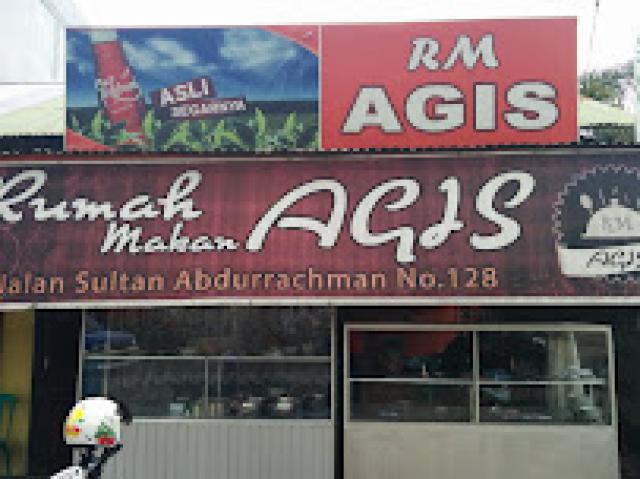 ASLI
SEGARNYA
RM
AGIS
Rumah
Makan AGIS
Jalan Sultan Abdurrachman No.128
RM
AGIS